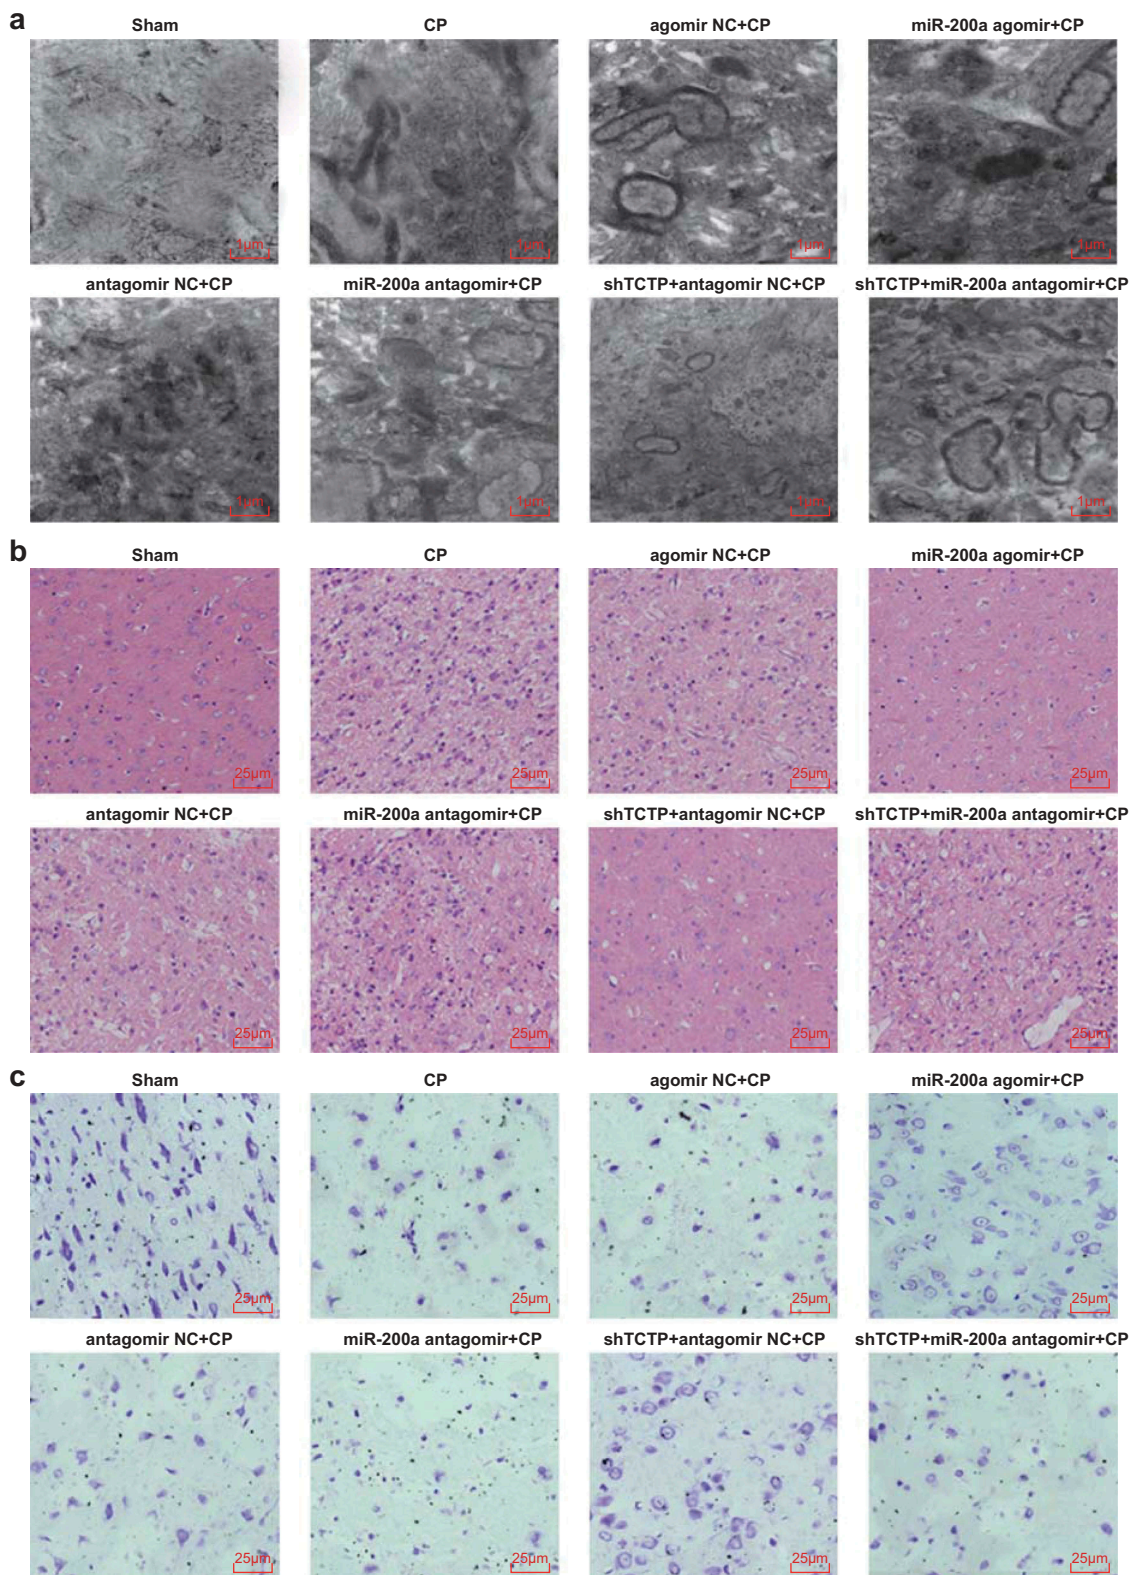 a
Sham CP agomir NC+CP miR-200a agomir+CP
1μm 1μm 1μm 1μm
antagomir NC+CP miR-200a antagomir+CP shTCTP+antagomir NC+CP shTCTP+miR-200a antagomir+CP
1μm 1μm 1μm 1μm
b
Sham CP agomir NC+CP miR-200a agomir+CP
25μm 25μm 25μm 25μm
antagomir NC+CP miR-200a antagomir+CP shTCTP+antagomir NC+CP shTCTP+miR-200a antagomir+CP
25μm 25μm 25μm 25μm
c
Sham CP agomir NC+CP miR-200a agomir+CP
25μm 25μm 25μm 25μm
antagomir NC+CP miR-200a antagomir+CP shTCTP+antagomir NC+CP shTCTP+miR-200a antagomir+CP
25μm 25μm 25μm 25μm